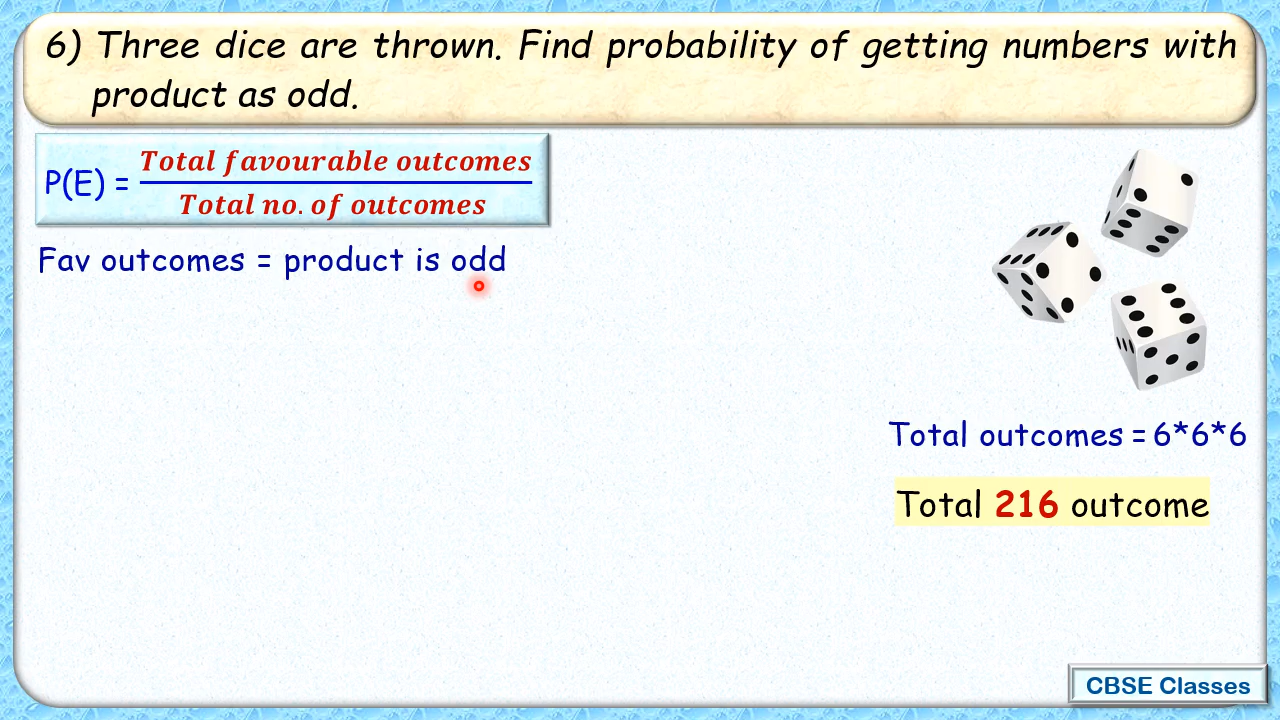 6) Three dice are thrown. Find probability of getting numbers with
product as odd.
P(E) = Total favourable outcomes
Total no. of outcomes
Fav outcomes = product is odd
Total outcomes = 6*6*6
Total 216 outcome
CBSE Classes